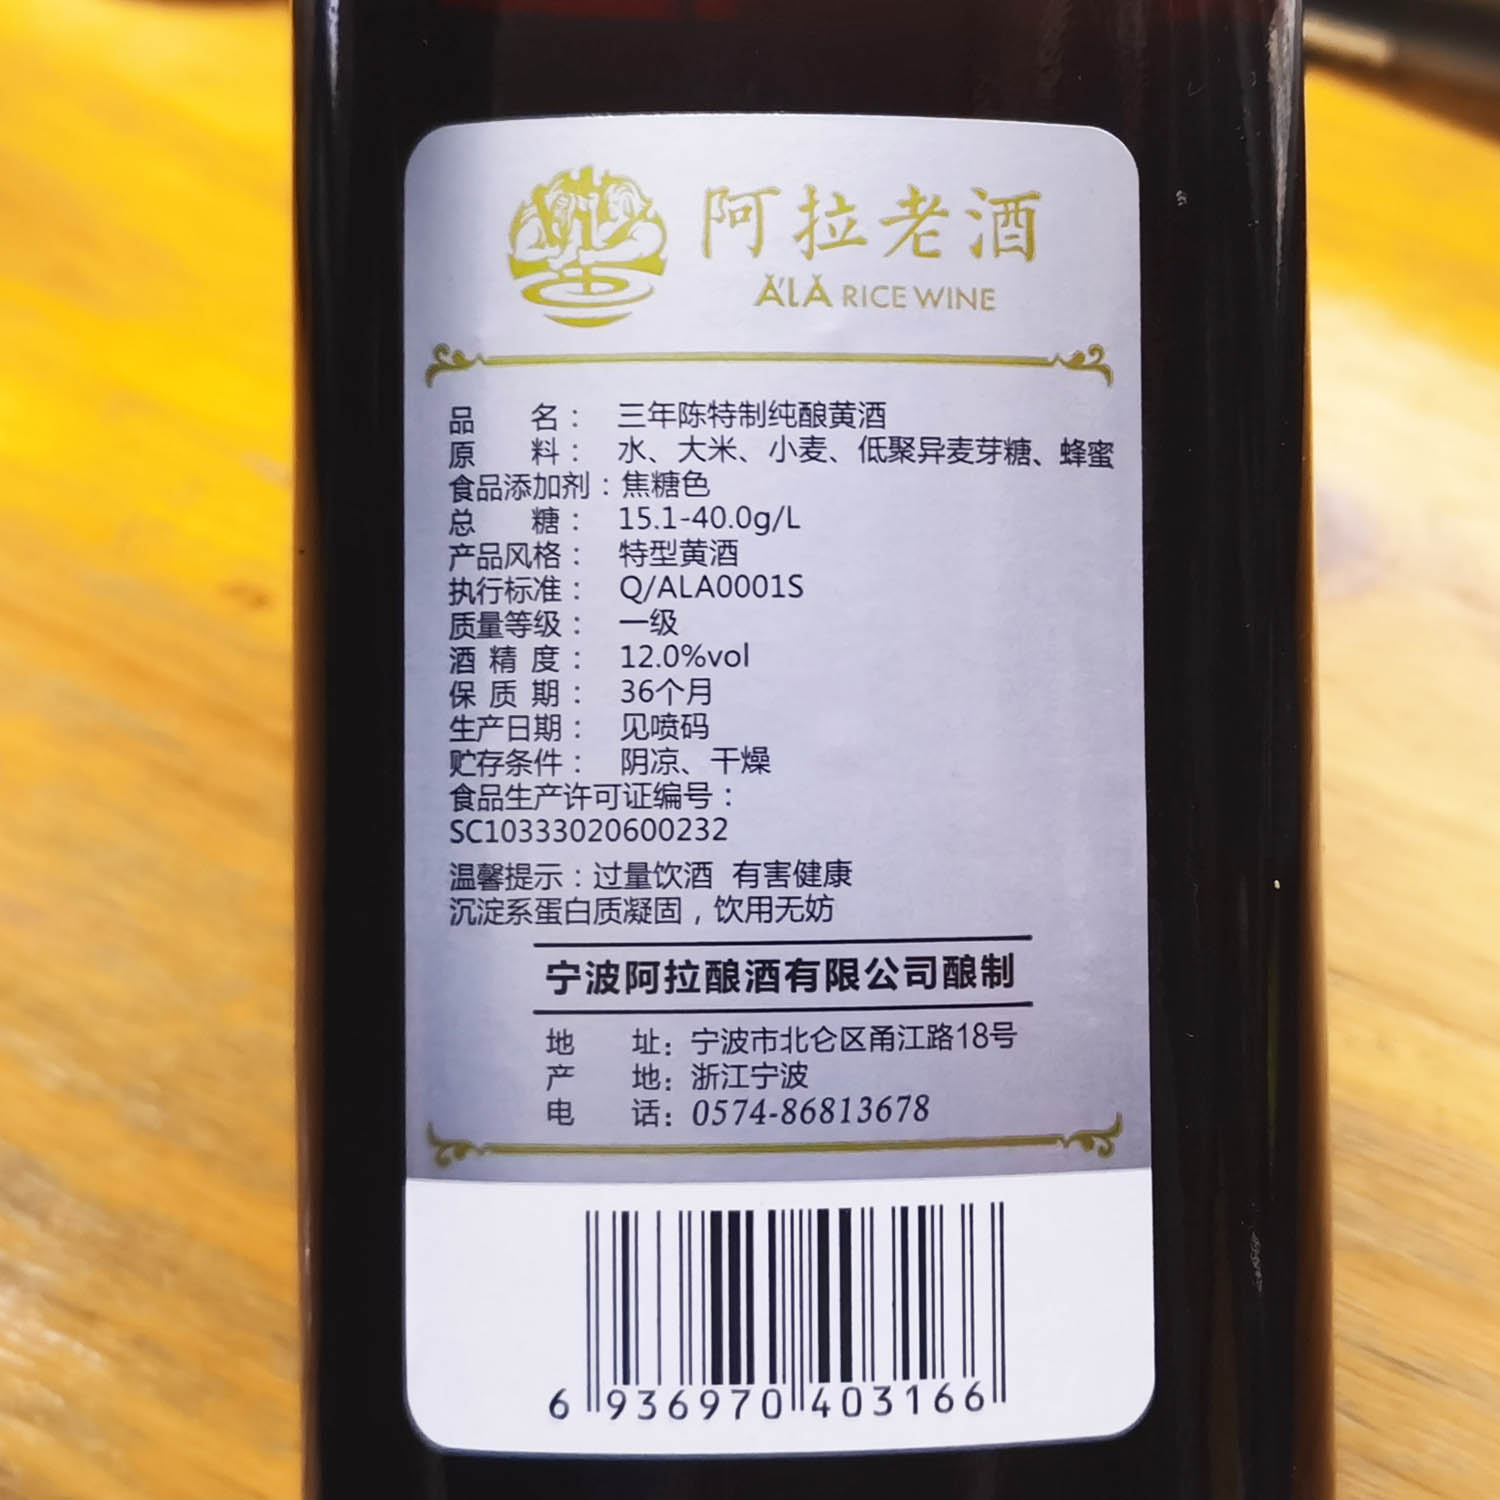 阿拉老酒
ÀLA RICE WINE
品名：三年陈特制纯酿黄酒
原料：水、大米、小麦、低聚异麦芽糖、蜂蜜
食品添加剂：焦糖色
总糖：15.1-40.0g/L
产品风格：特型黄酒
执行标准：Q/ALA0001S
质量等级：一级
酒精度：12.0%vol
保质期：36个月
生产日期：见喷码
贮存条件：阴凉、干燥
食品生产许可证编号：
SC10333020600232
温馨提示：过量饮酒 有害健康
沉淀系蛋白质凝固，饮用无妨
宁波阿拉酿酒有限公司酿制
地址：宁波市北仑区甬江路18号
产地：浙江宁波
电话：0574-86813678
6 936970 403166